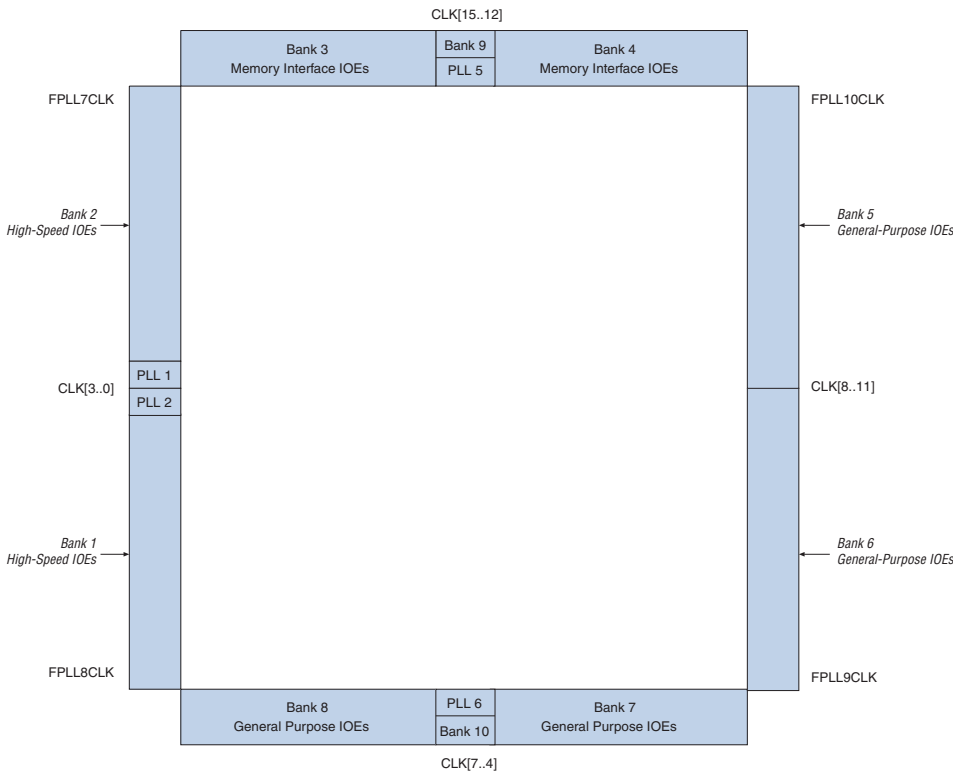 CLK[15..12]
Bank 3
Memory Interface IOEs
Bank 9
PLL 5
Bank 4
Memory Interface IOEs
FPLL7CLK
FPLL10CLK
Bank 2
High-Speed IOEs
Bank 5
General-Purpose IOEs
PLL 1
CLK[3..0]
PLL 2
CLK[8..11]
Bank 1
High-Speed IOEs
Bank 6
General-Purpose IOEs
FPLL8CLK
FPLL9CLK
Bank 8
General Purpose IOEs
PLL 6
Bank 10
Bank 7
General Purpose IOEs
CLK[7..4]